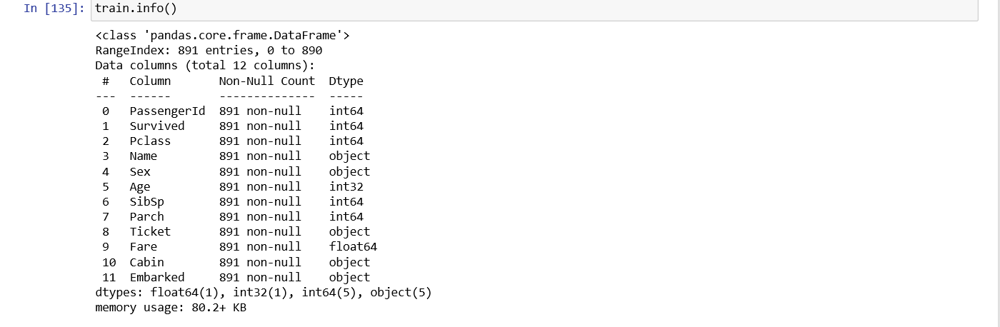 In [135]: train.info()
<class 'pandas.core.frame.DataFrame'>
RangeIndex: 891 entries, 0 to 890
Data columns (total 12 columns):
 #   Column       Non-Null Count  Dtype
---  ------       --------------  -----
 0   PassengerId  891 non-null    int64
 1   Survived     891 non-null    int64
 2   Pclass       891 non-null    int64
 3   Name         891 non-null    object
 4   Sex          891 non-null    object
 5   Age          891 non-null    int32
 6   SibSp        891 non-null    int64
 7   Parch        891 non-null    int64
 8   Ticket       891 non-null    object
 9   Fare         891 non-null    float64
 10  Cabin        891 non-null    object
 11  Embarked     891 non-null    object
dtypes: float64(1), int32(1), int64(5), object(5)
memory usage: 80.2+ KB